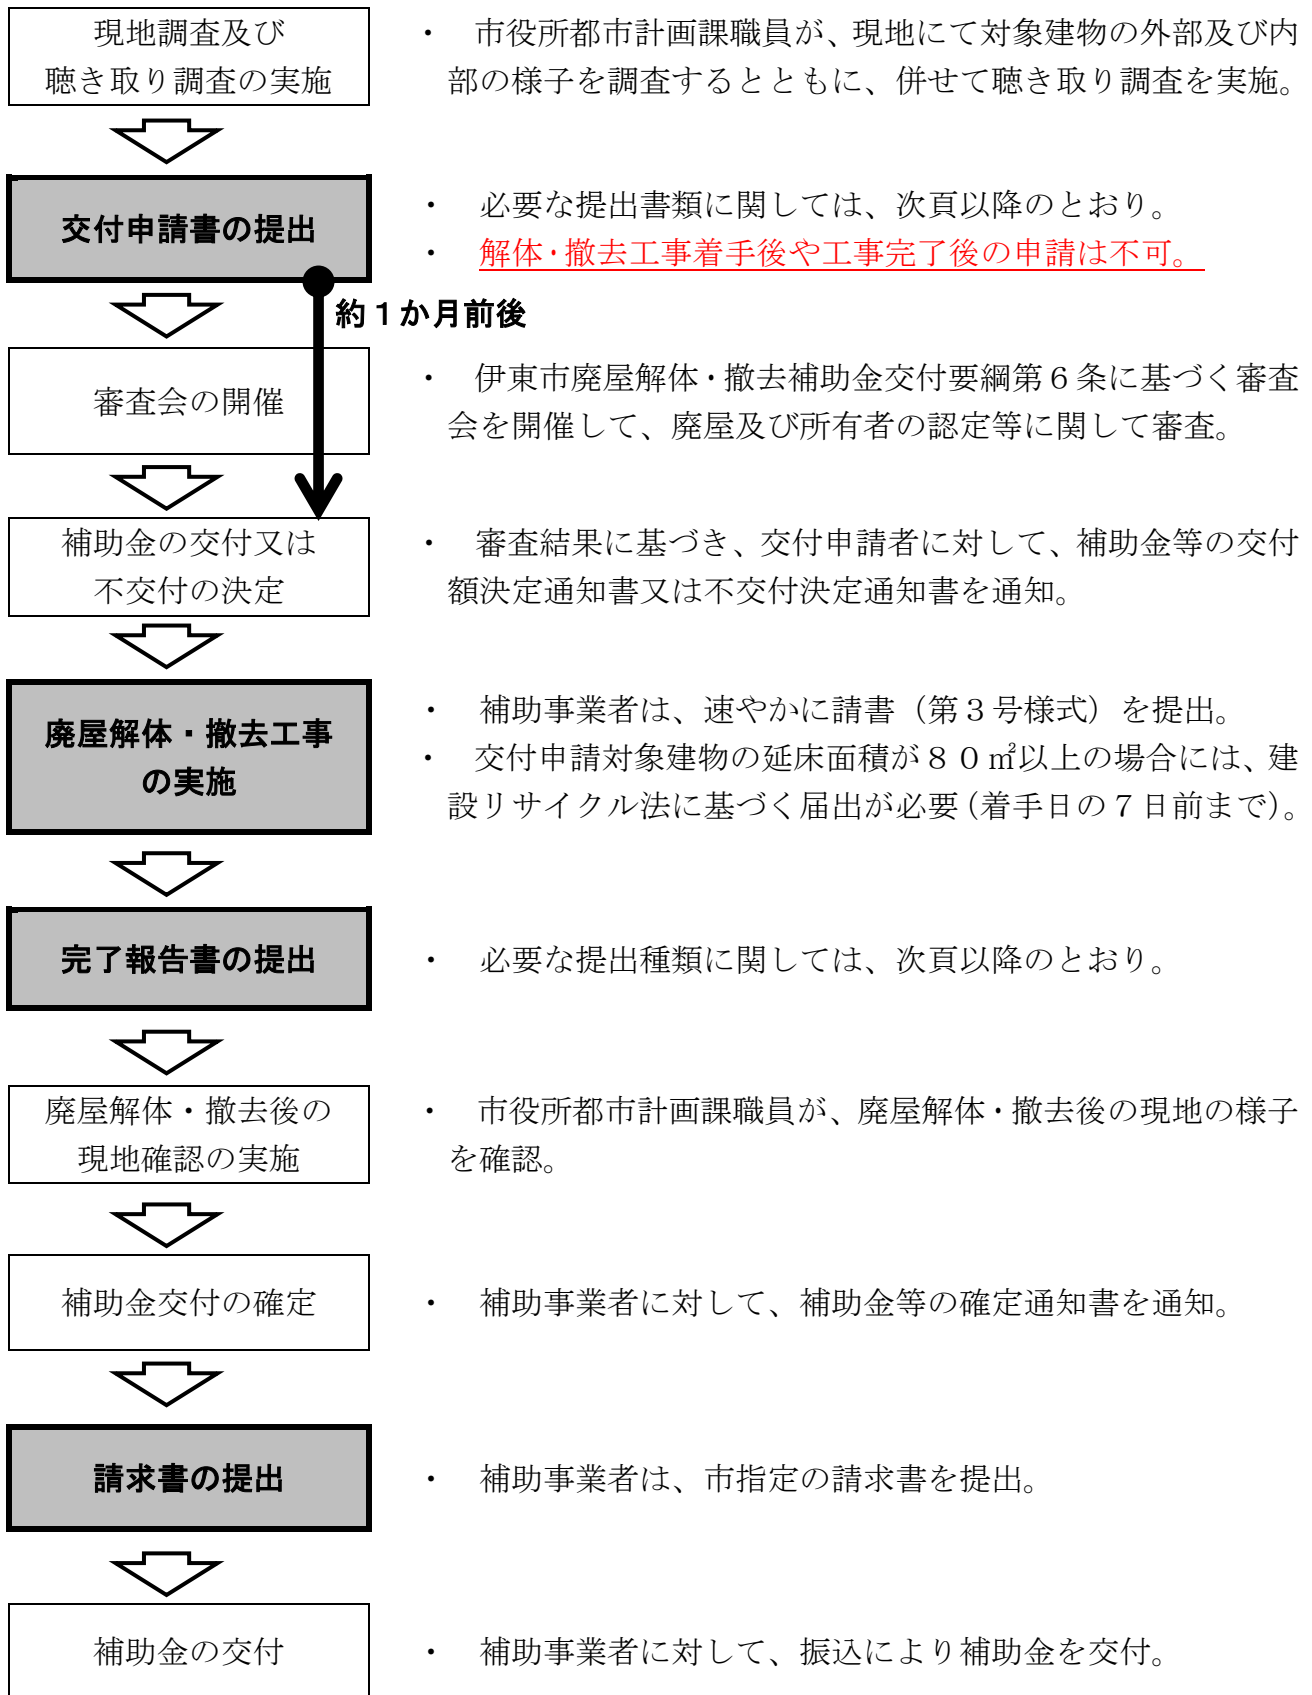 現地調査及び
聴き取り調査の実施
・　市役所都市計画課職員が、現地にて対象建物の外部及び内
部の様子を調査するとともに、併せて聴き取り調査を実施。
交付申請書の提出
・　必要な提出書類に関しては、次頁以降のとおり。
・　解体・撤去工事着手後や工事完了後の申請は不可。
約１か月前後
審査会の開催
・　伊東市廃屋解体・撤去補助金交付要綱第６条に基づく審査
会を開催して、廃屋及び所有者の認定等に関して審査。
補助金の交付又は
不交付の決定
・　審査結果に基づき、交付申請者に対して、補助金等の交付
額決定通知書又は不交付決定通知書を通知。
廃屋解体・撤去工事
の実施
・　補助事業者は、速やかに請書（第３号様式）を提出。
・　交付申請対象建物の延床面積が８０㎡以上の場合には、建
設リサイクル法に基づく届出が必要（着手日の７日前まで）。
完了報告書の提出
・　必要な提出種類に関しては、次頁以降のとおり。
廃屋解体・撤去後の
現地確認の実施
・　市役所都市計画課職員が、廃屋解体・撤去後の現地の様子
を確認。
補助金交付の確定
・　補助事業者に対して、補助金等の確定通知書を通知。
請求書の提出
・　補助事業者は、市指定の請求書を提出。
補助金の交付
・　補助事業者に対して、振込により補助金を交付。